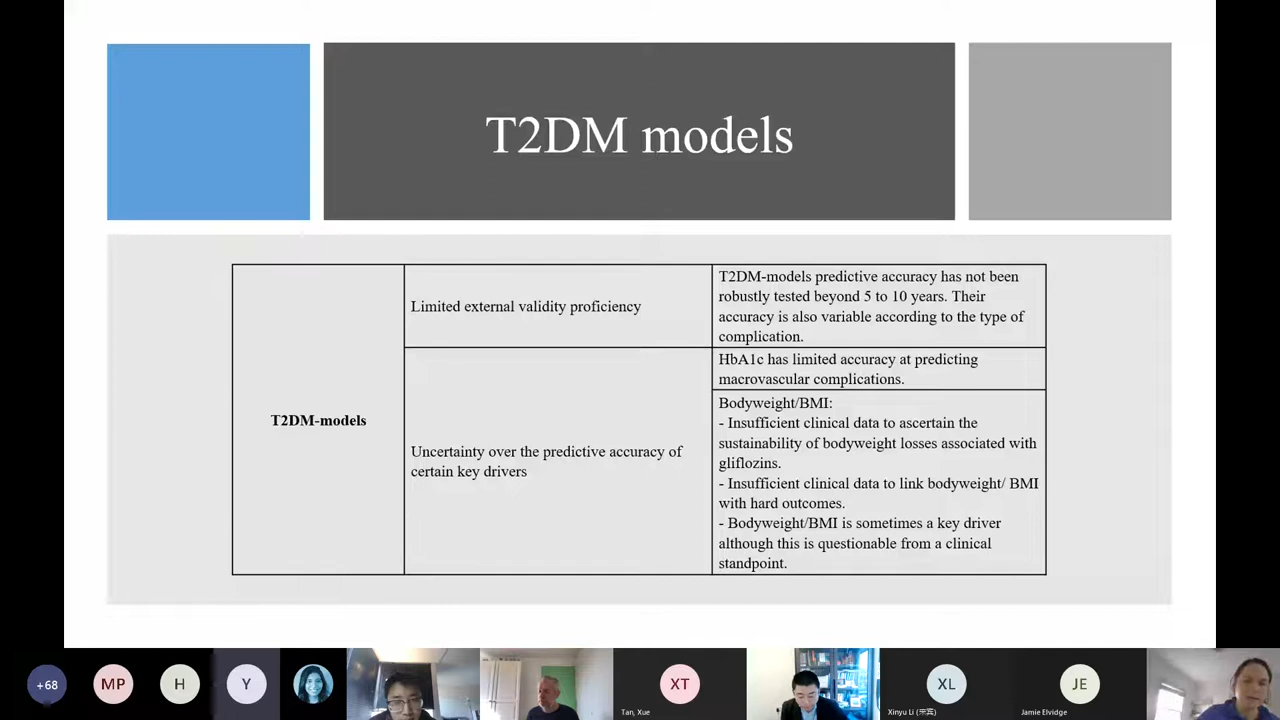 T2DM models
T2DM-models
Limited external validity proficiency
T2DM-models predictive accuracy has not been
robustly tested beyond 5 to 10 years. Their
accuracy is also variable according to the type of
complication.
Uncertainty over the predictive accuracy of
certain key drivers
HbA1c has limited accuracy at predicting
macrovascular complications.
Bodyweight/BMI:
- Insufficient clinical data to ascertain the
sustainability of bodyweight losses associated with
gliflozins.
- Insufficient clinical data to link bodyweight/ BMI
with hard outcomes.
- Bodyweight/BMI is sometimes a key driver
although this is questionable from a clinical
standpoint.
+68
MP
H
Y
XT
Tan, Xue
XL
Xinyu Li (宗宾)
JE
Jamie Elvidge